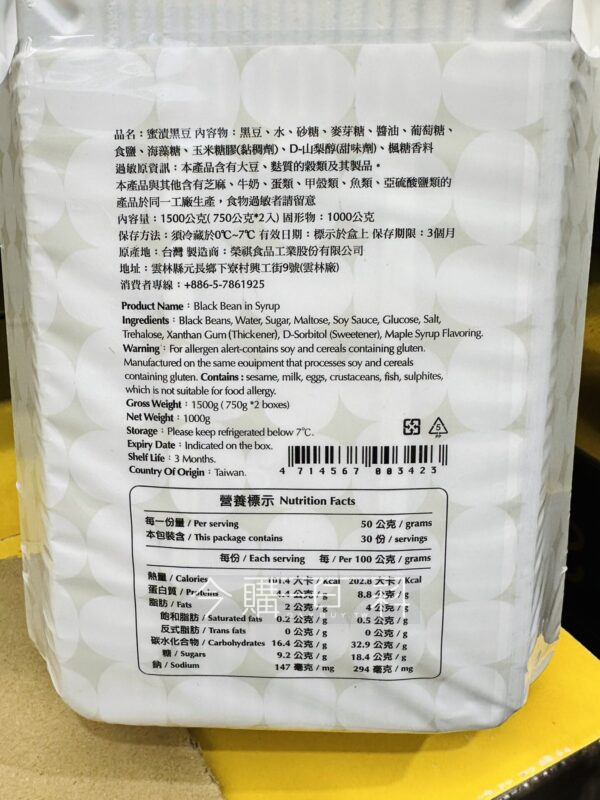 品名：蜜漬黑豆 內容物：黑豆、水、砂糖、麥芽糖、醬油、葡萄糖、
食鹽、海藻糖、玉米糖膠(黏稠劑)、D-山梨醇(甜味劑)、楓糖香料
過敏原資訊：本產品含有大豆、麩質的穀類及其製品。
本產品與其他含有芝麻、牛奶、蛋類、甲殼類、魚類、亞硫酸鹽類的
產品於同一工廠生產，食物過敏者請留意
內容量：1500公克(750公克*2入) 固形物：1000公克
保存方法：須冷藏於0℃~7℃ 有效日期：標示於盒上 保存期限：3個月
原產地：台灣 製造商：榮祺食品工業股份有限公司
地址：雲林縣元長鄉下寮村興工街9號(雲林廠)
消費者專線：+886-5-7861925
Product Name：Black Bean in Syrup
Ingredients：Black Beans, Water, Sugar, Maltose, Soy Sauce, Glucose, Salt,
Trehalose, Xanthan Gum (Thickener), D-Sorbitol (Sweetener), Maple Syrup Flavoring.
Warning：For allergen alert-contains soy and cereals containing gluten.
Manufactured on the same eouipment that processes soy and cereals
containing gluten. Contains：sesame, milk, eggs, crustaceans, fish, sulphites,
which is not suitable for food allergy.
Gross Weight：1500g ( 750g *2 boxes)
Net Weight：1000g
Storage：Please keep refrigerated below 7℃.
Expiry Date：Indicated on the box.
Shelf Life：3 Months.
Country Of Origin：Taiwan.
5
PP
4 714567 003423
營養標示 Nutrition Facts
每一份量 / Per serving 50 公克 / grams
本包裝含 / This package contains 30 份 / servings
每份 / Each serving 每 / Per 100 公克 / grams
熱量 / Calories 101.4 大卡 / Kcal 202.8 大卡 / Kcal
蛋白質 / Proteins 4.4 公克 / g 8.8 公克 / g
脂肪 / Fats 2 公克 / g 4 公克 / g
飽和脂肪 / Saturated fats 0.2 公克 / g 0.5 公克 / g
反式脂肪 / Trans fats 0 公克 / g 0 公克 / g
碳水化合物 / Carbohydrates 16.4 公克 / g 32.9 公克 / g
糖 / Sugars 9.2 公克 / g 18.4 公克 / g
鈉 / Sodium 147 毫克 / mg 294 毫克 / mg